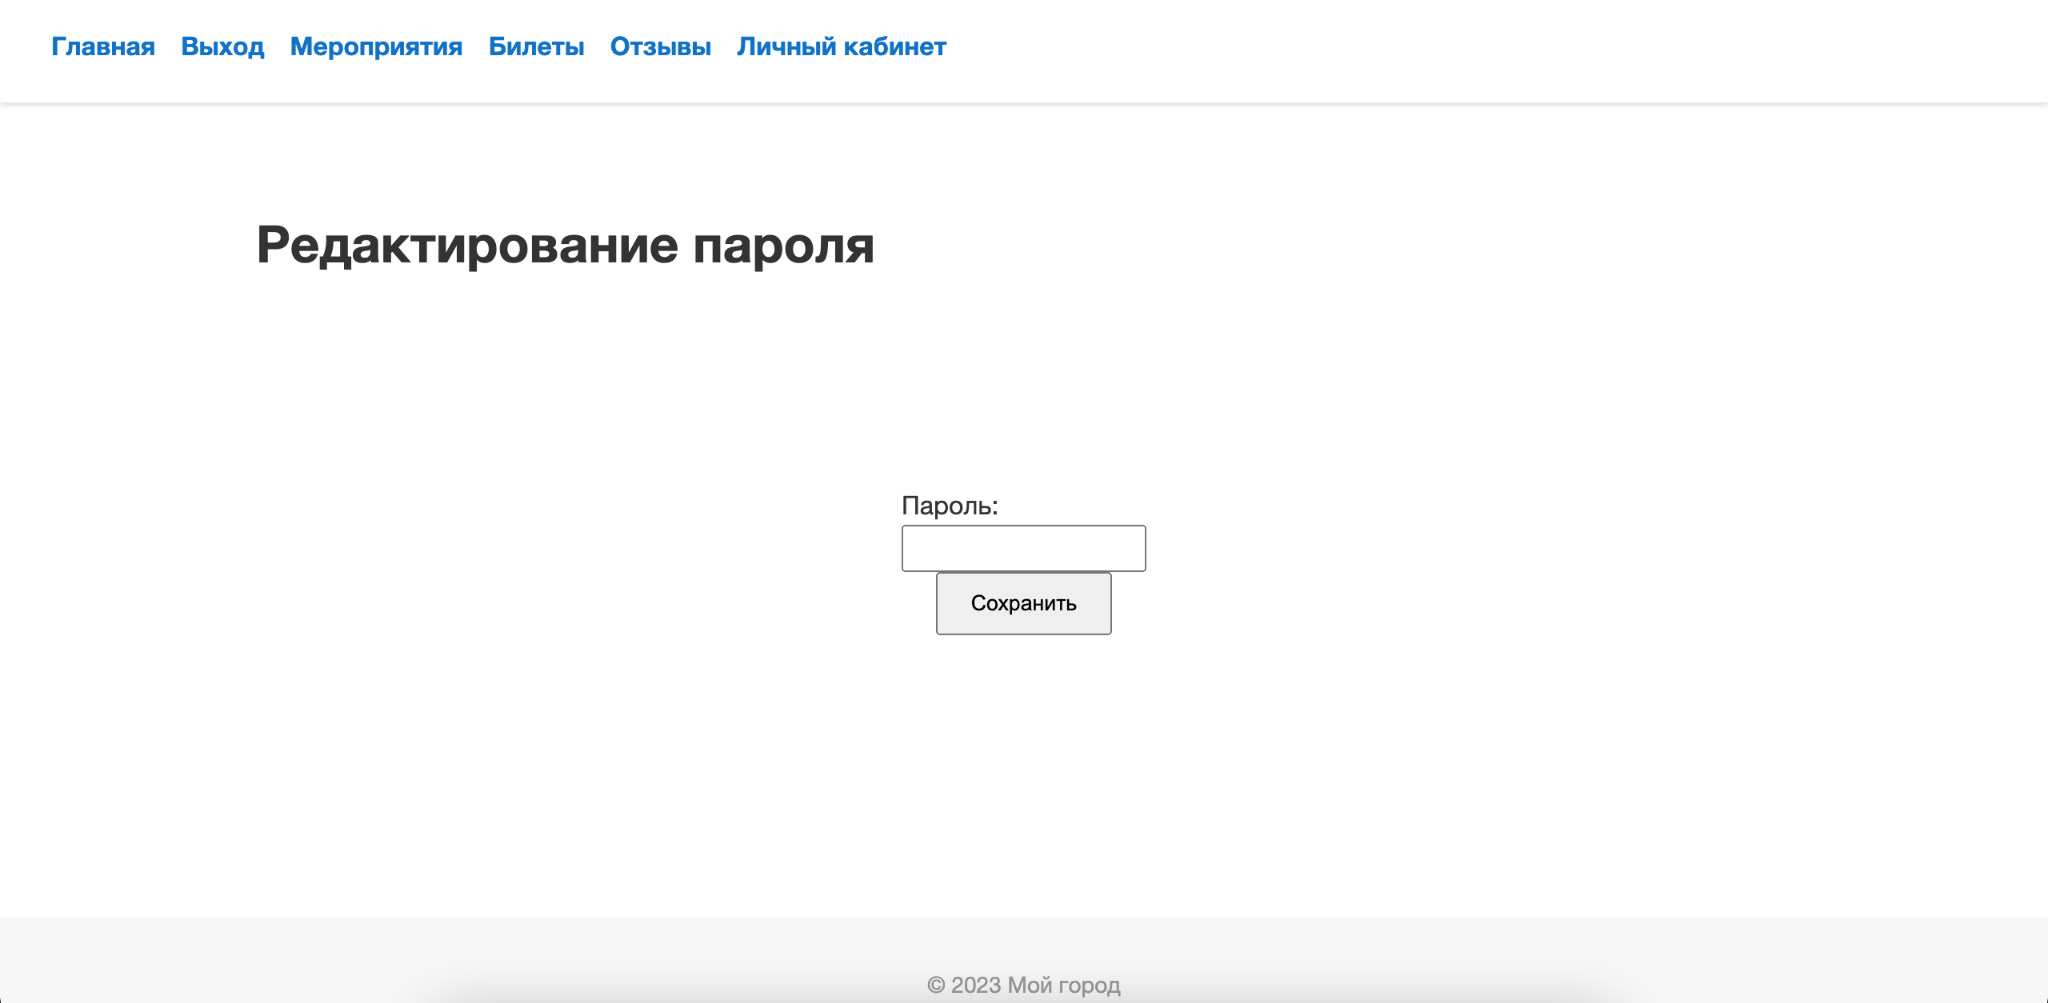 Главная Выход Мероприятия Билеты Отзывы Личный кабинет
Редактирование пароля
Пароль:
Сохранить
© 2023 Мой город